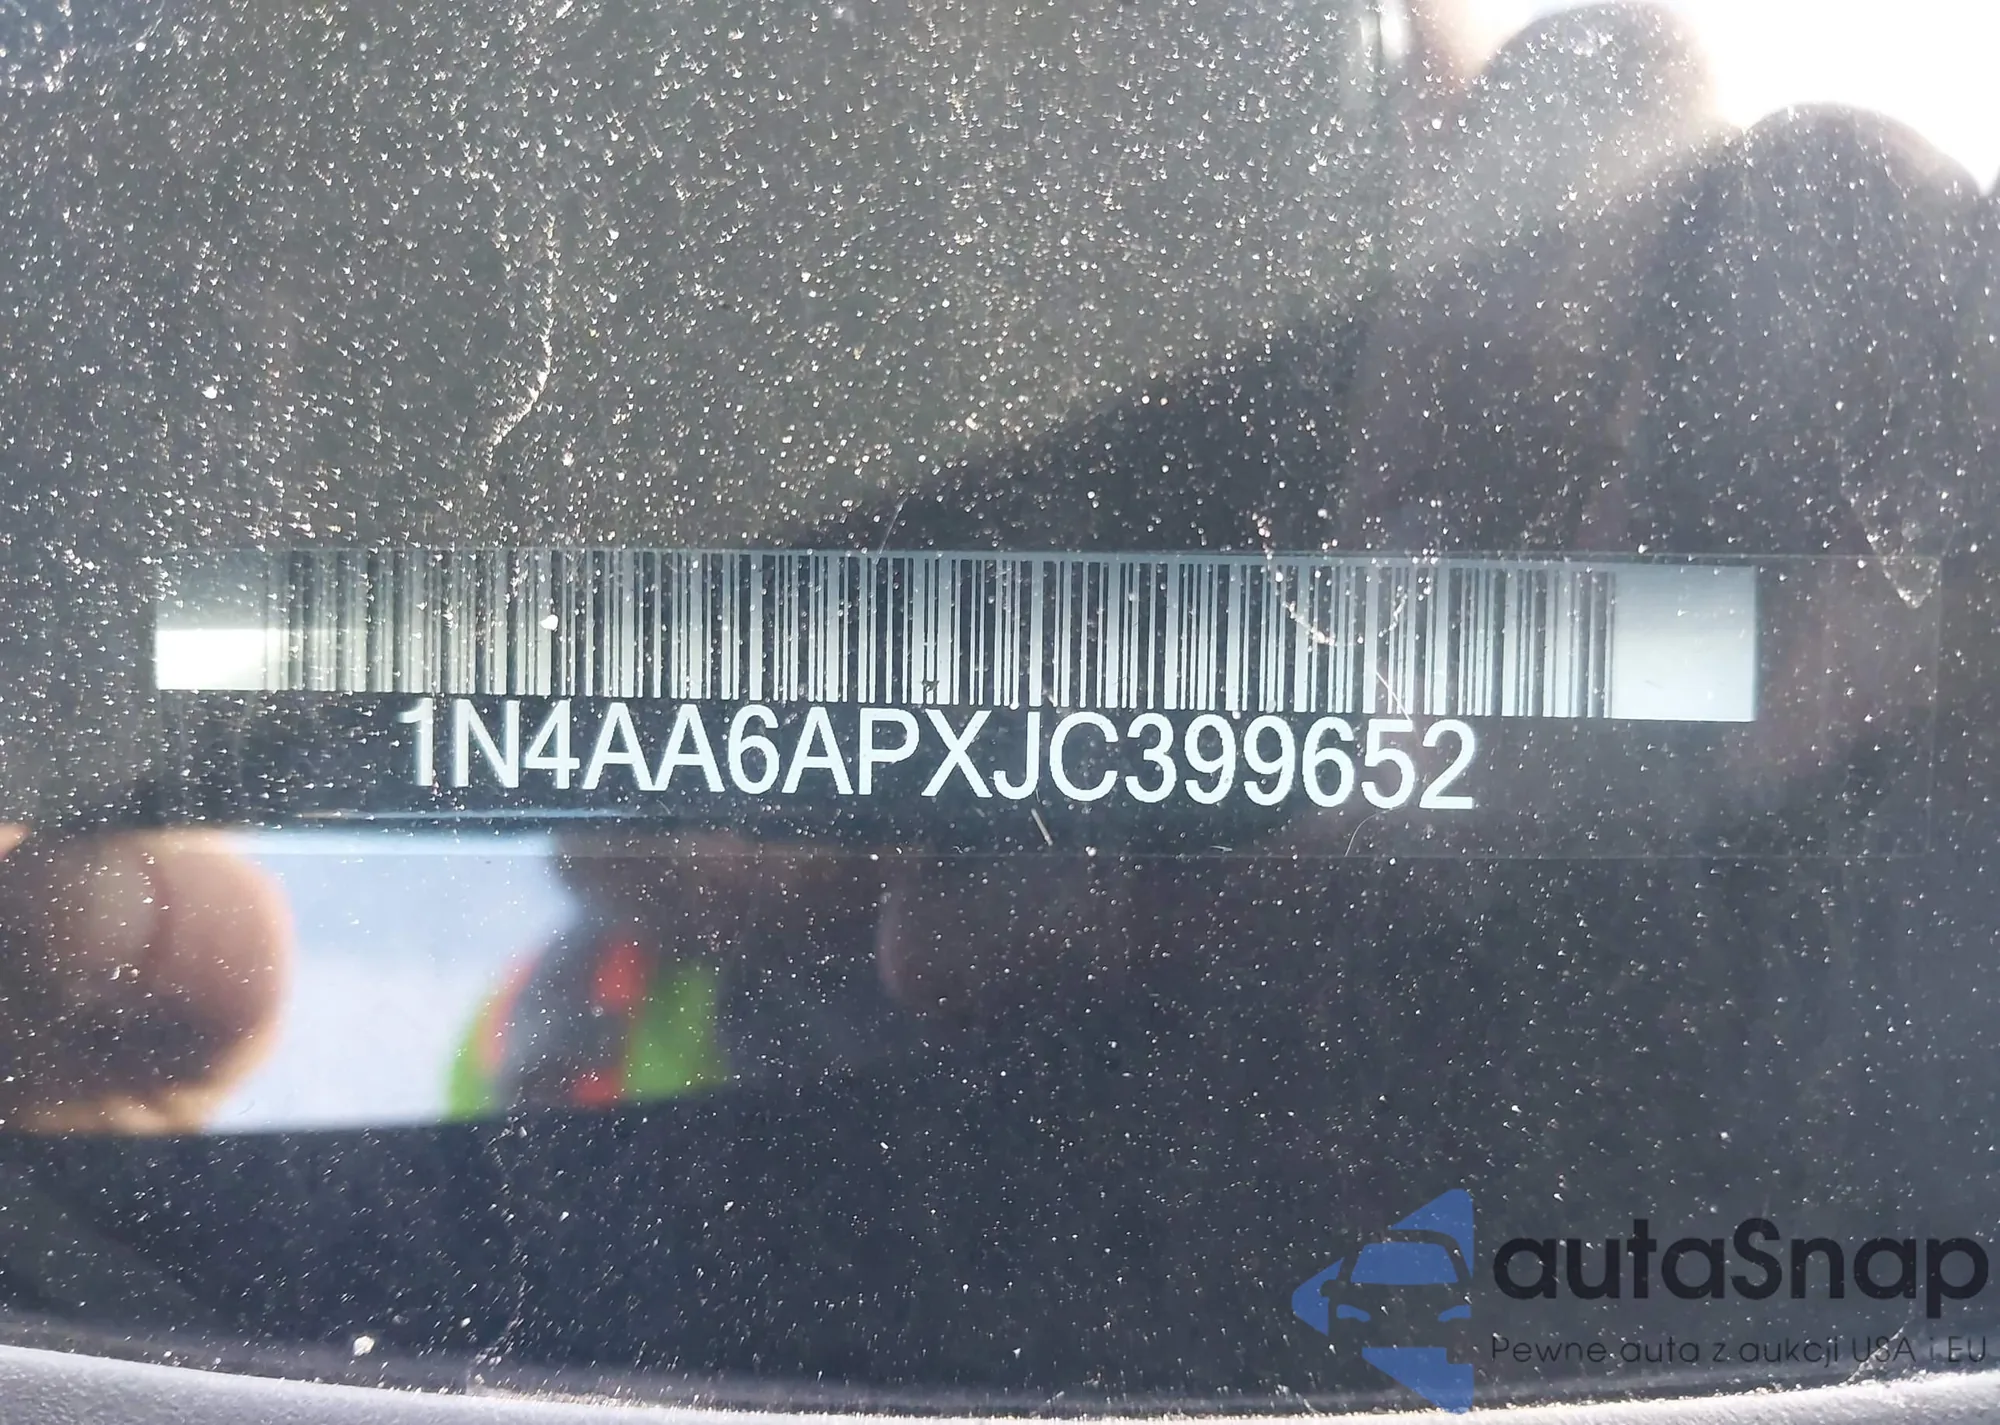 1N4AA6APXJC399652
autaSnap
Pewne auta z aukcji USA i EU